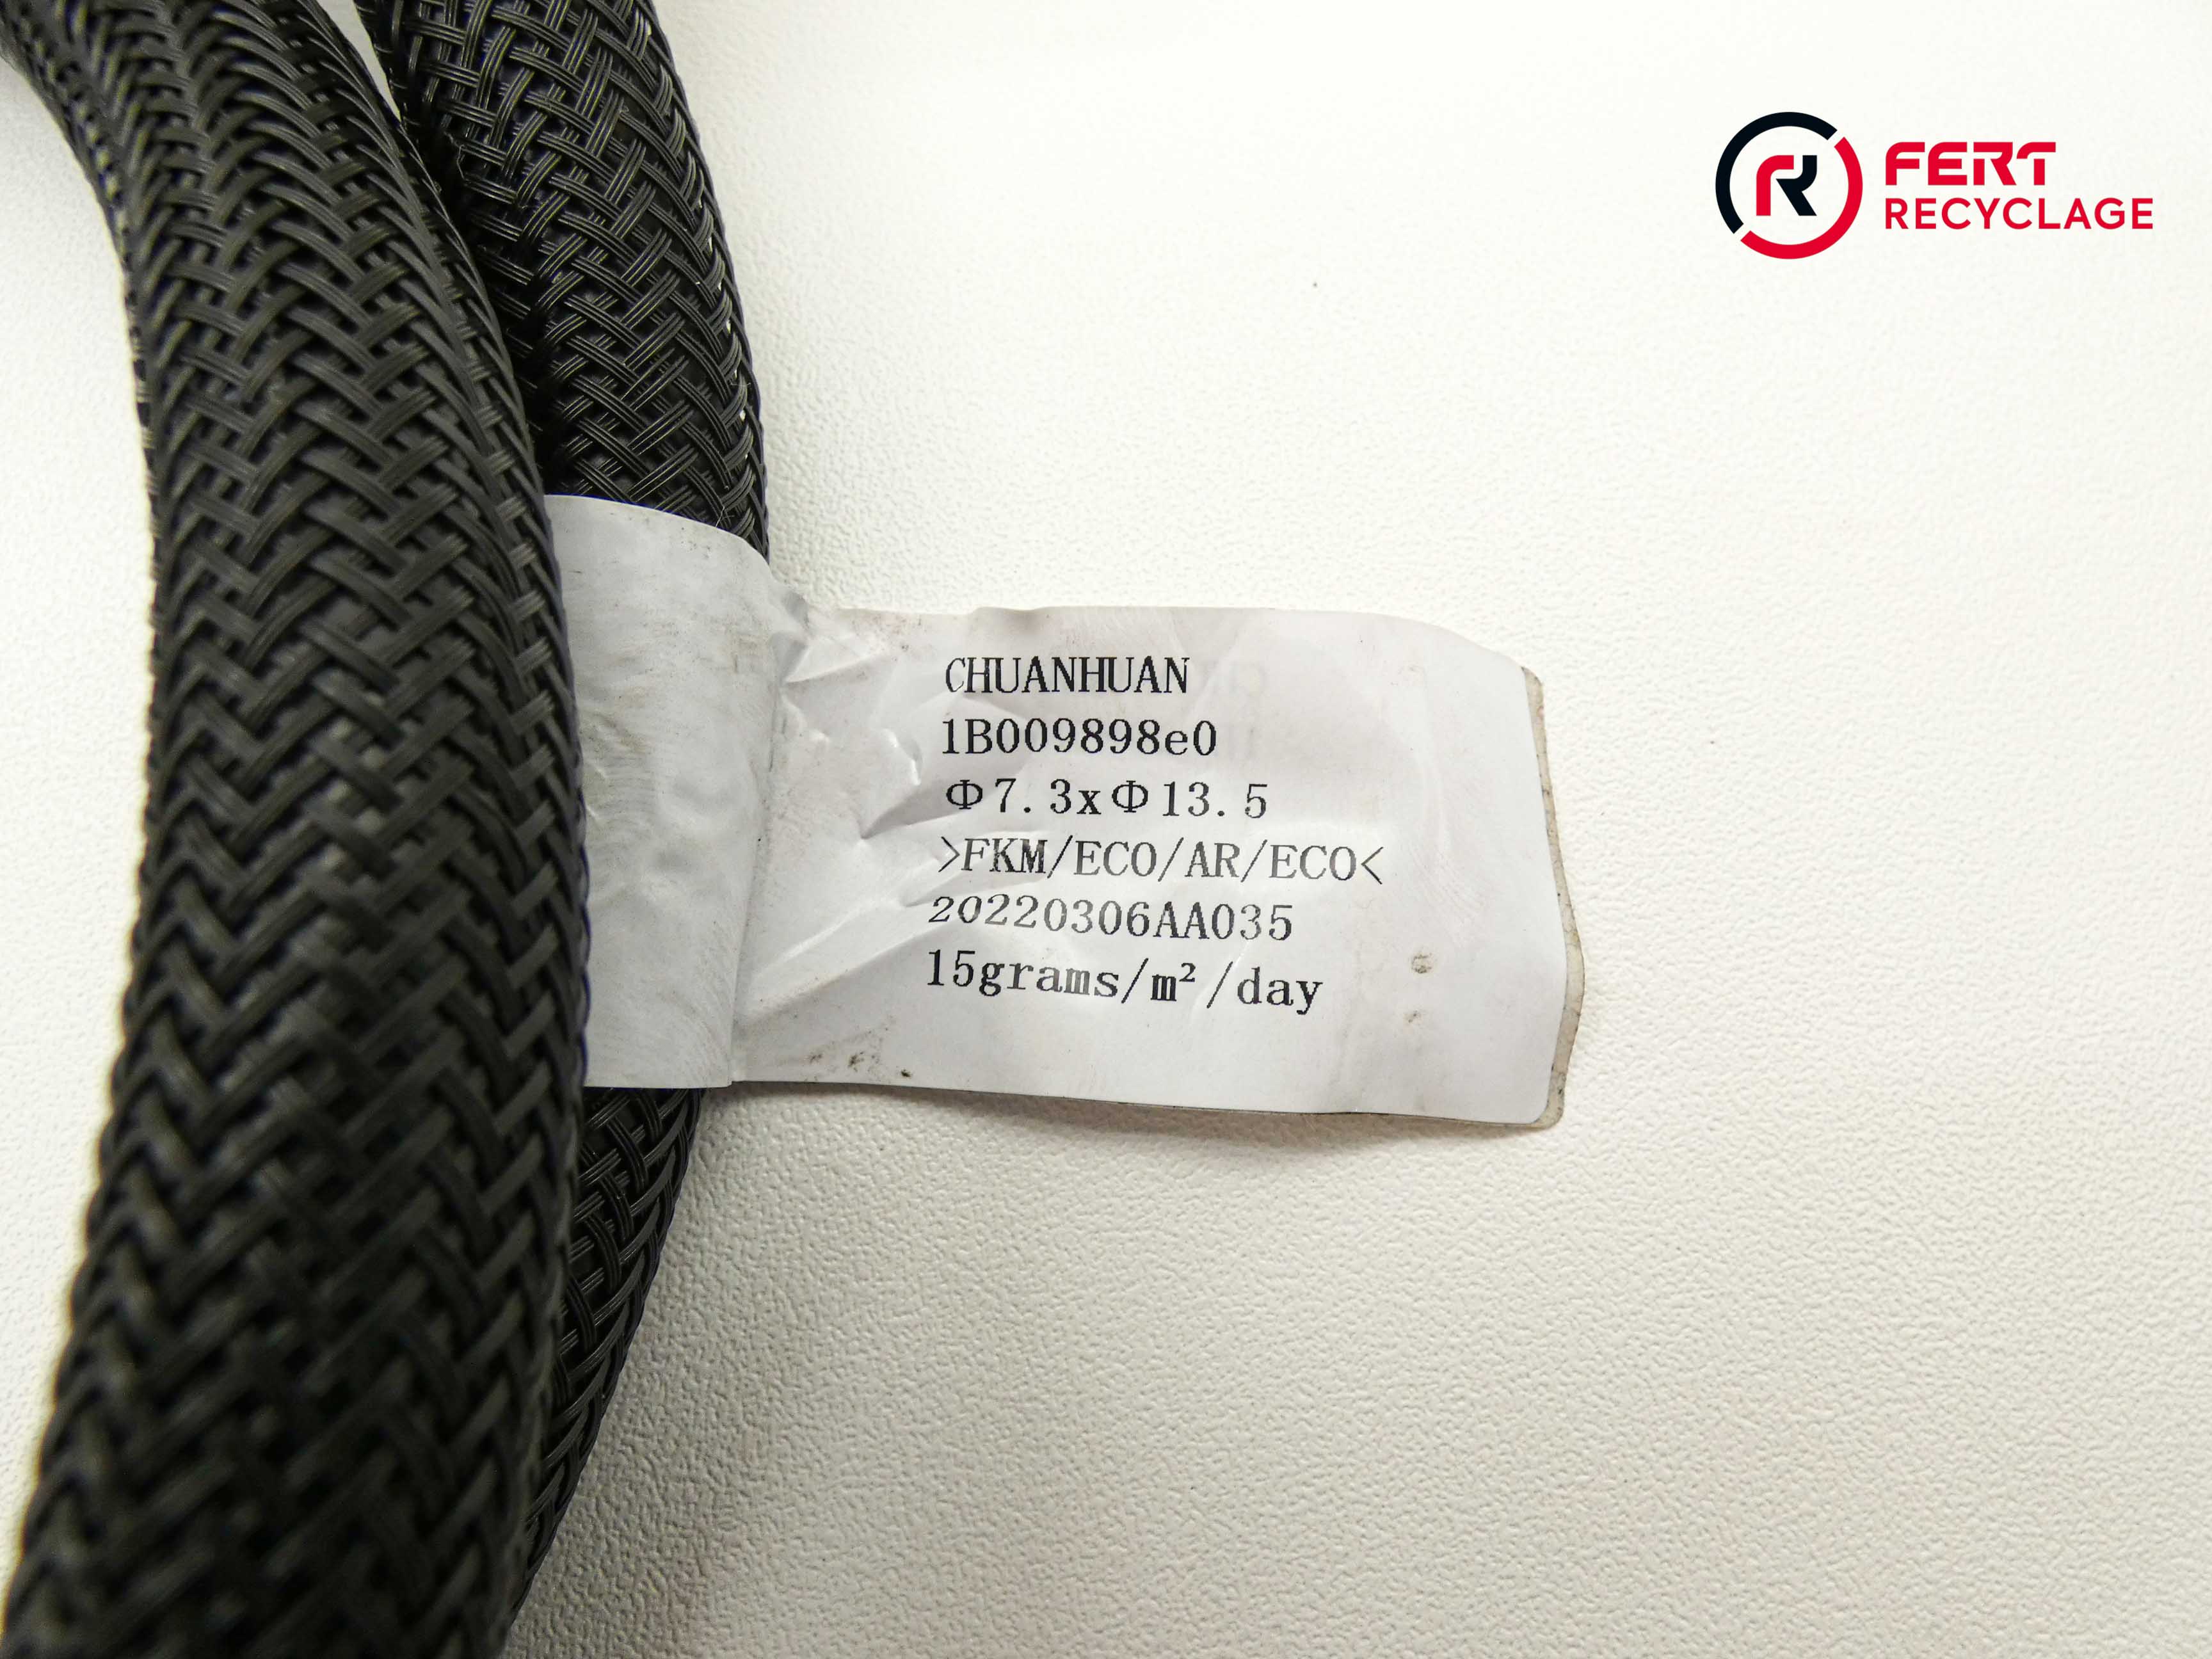 FERT
RECYCLAGE
CHUANHUAN
1B009898e0
Φ7.3xΦ13.5
>FKM/ECO/AR/ECO<
20220306AA035
15grams/m²/day